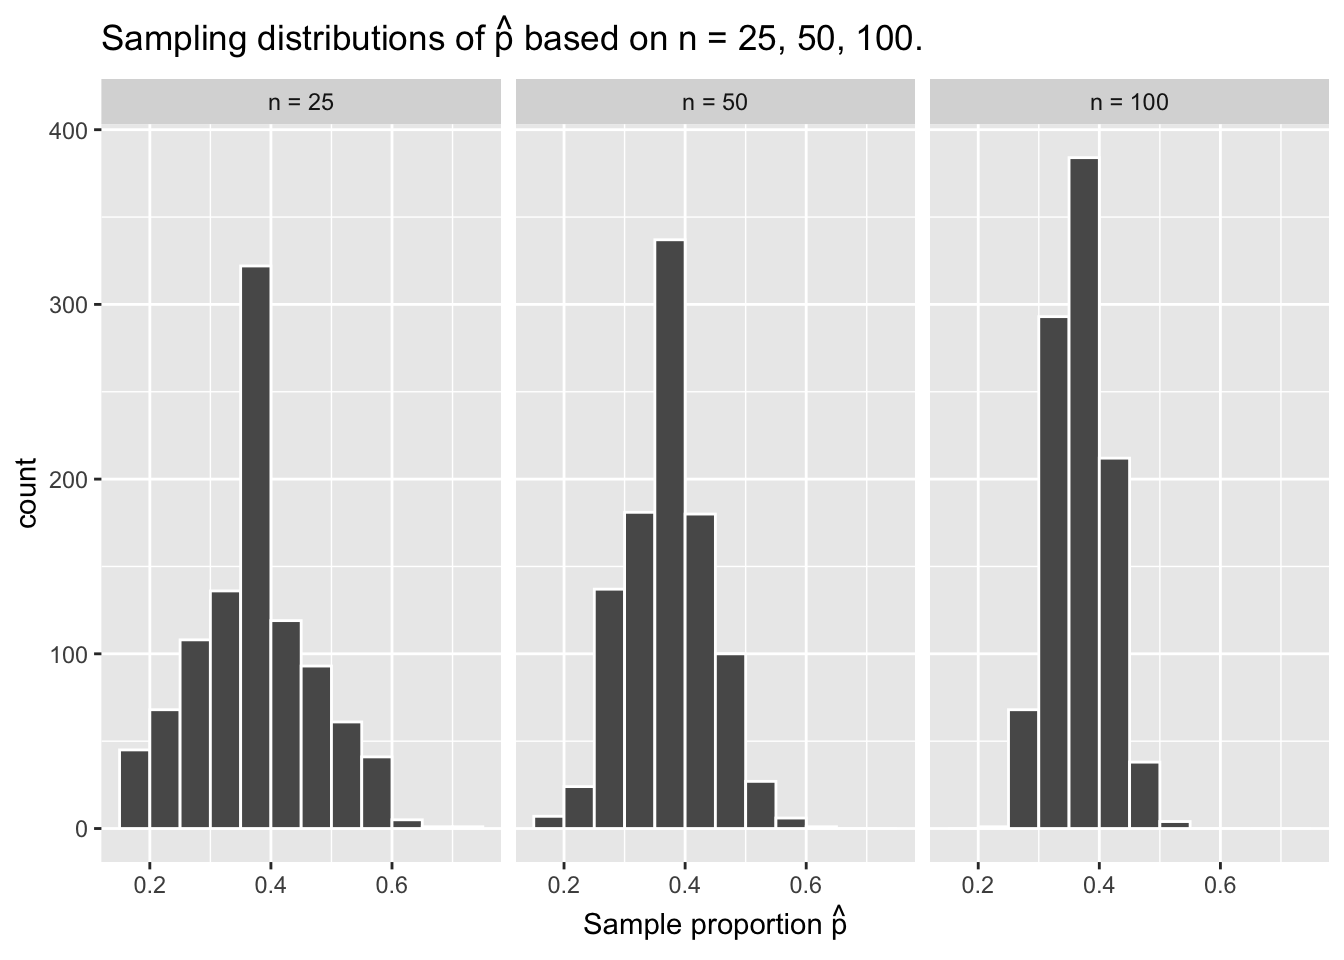 Sampling distributions of p̂ based on n = 25, 50, 100.
n = 25
n = 50
n = 100
count
400
300
200
100
0
0.2 0.4 0.6
0.2 0.4 0.6
0.2 0.4 0.6
Sample proportion p̂